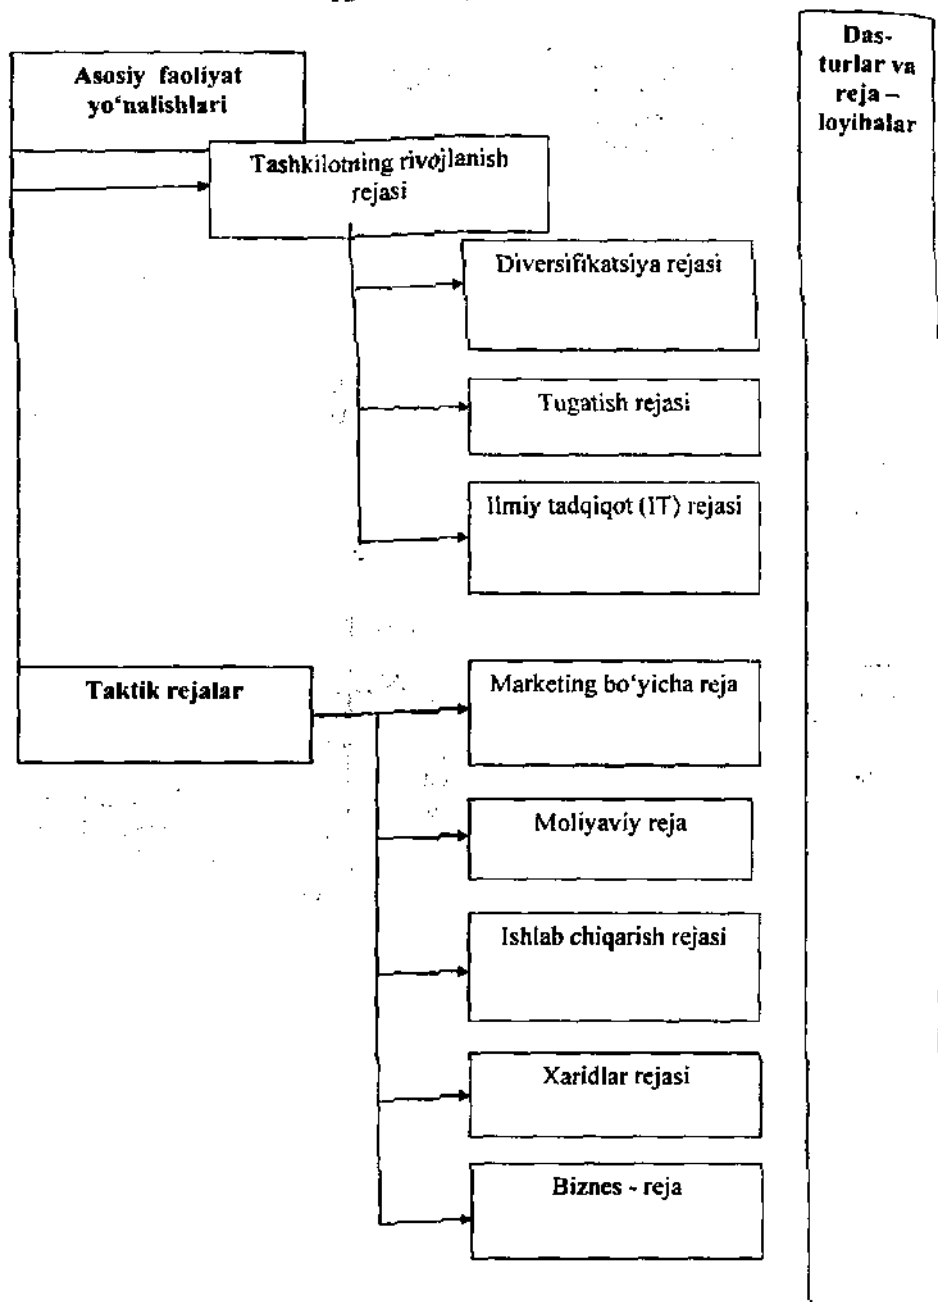 Asosiy faoliyat
yo‘nalishlari
Das-
turlar va
reja –
loyihalar
Tashkilotning rivojlanish
rejasi
Diversifikatsiya rejasi
Tugatish rejasi
Ilmiy tadqiqot (IT) rejasi
Taktik rejalar
Marketing bo‘yicha reja
Moliyaviy reja
Ishlab chiqarish rejasi
Xaridlar rejasi
Biznes - reja